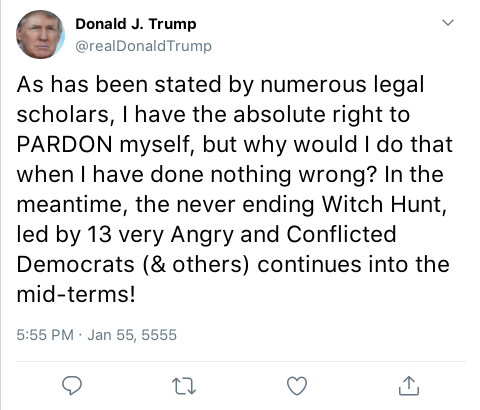 Donald J. Trump
@realDonaldTrump
As has been stated by numerous legal
scholars, I have the absolute right to
PARDON myself, but why would I do that
when I have done nothing wrong? In the
meantime, the never ending Witch Hunt,
led by 13 very Angry and Conflicted
Democrats (& others) continues into the
mid-terms!
5:55 PM · Jan 55, 5555